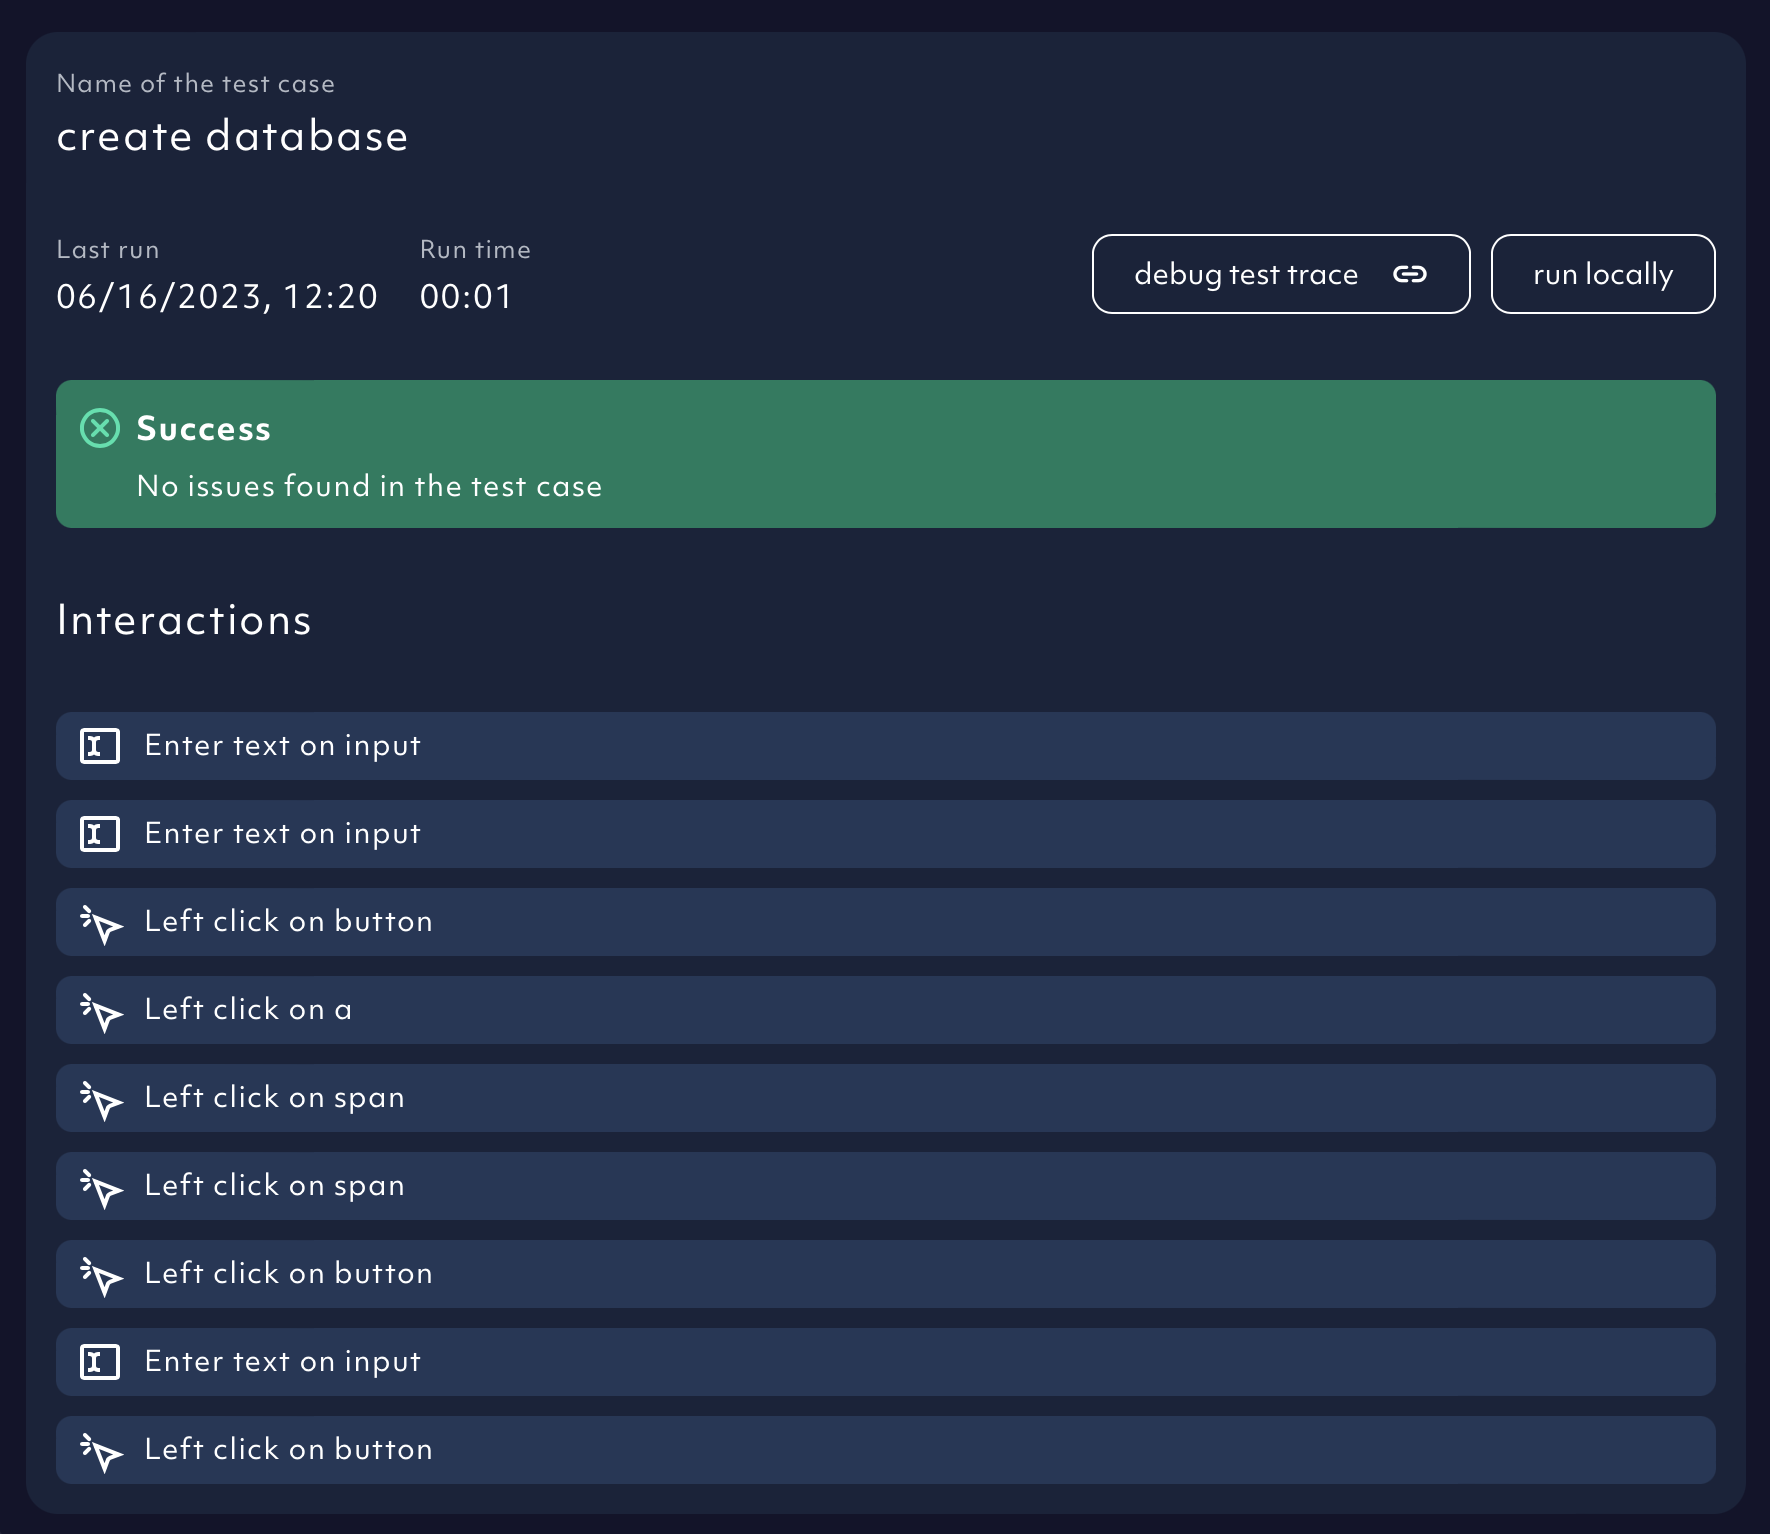 Name of the test case
create database
Last run
Run time
06/16/2023, 12:20
00:01
debug test trace
run locally
Success
No issues found in the test case
Interactions
Enter text on input
Enter text on input
Left click on button
Left click on a
Left click on span
Left click on span
Left click on button
Enter text on input
Left click on button